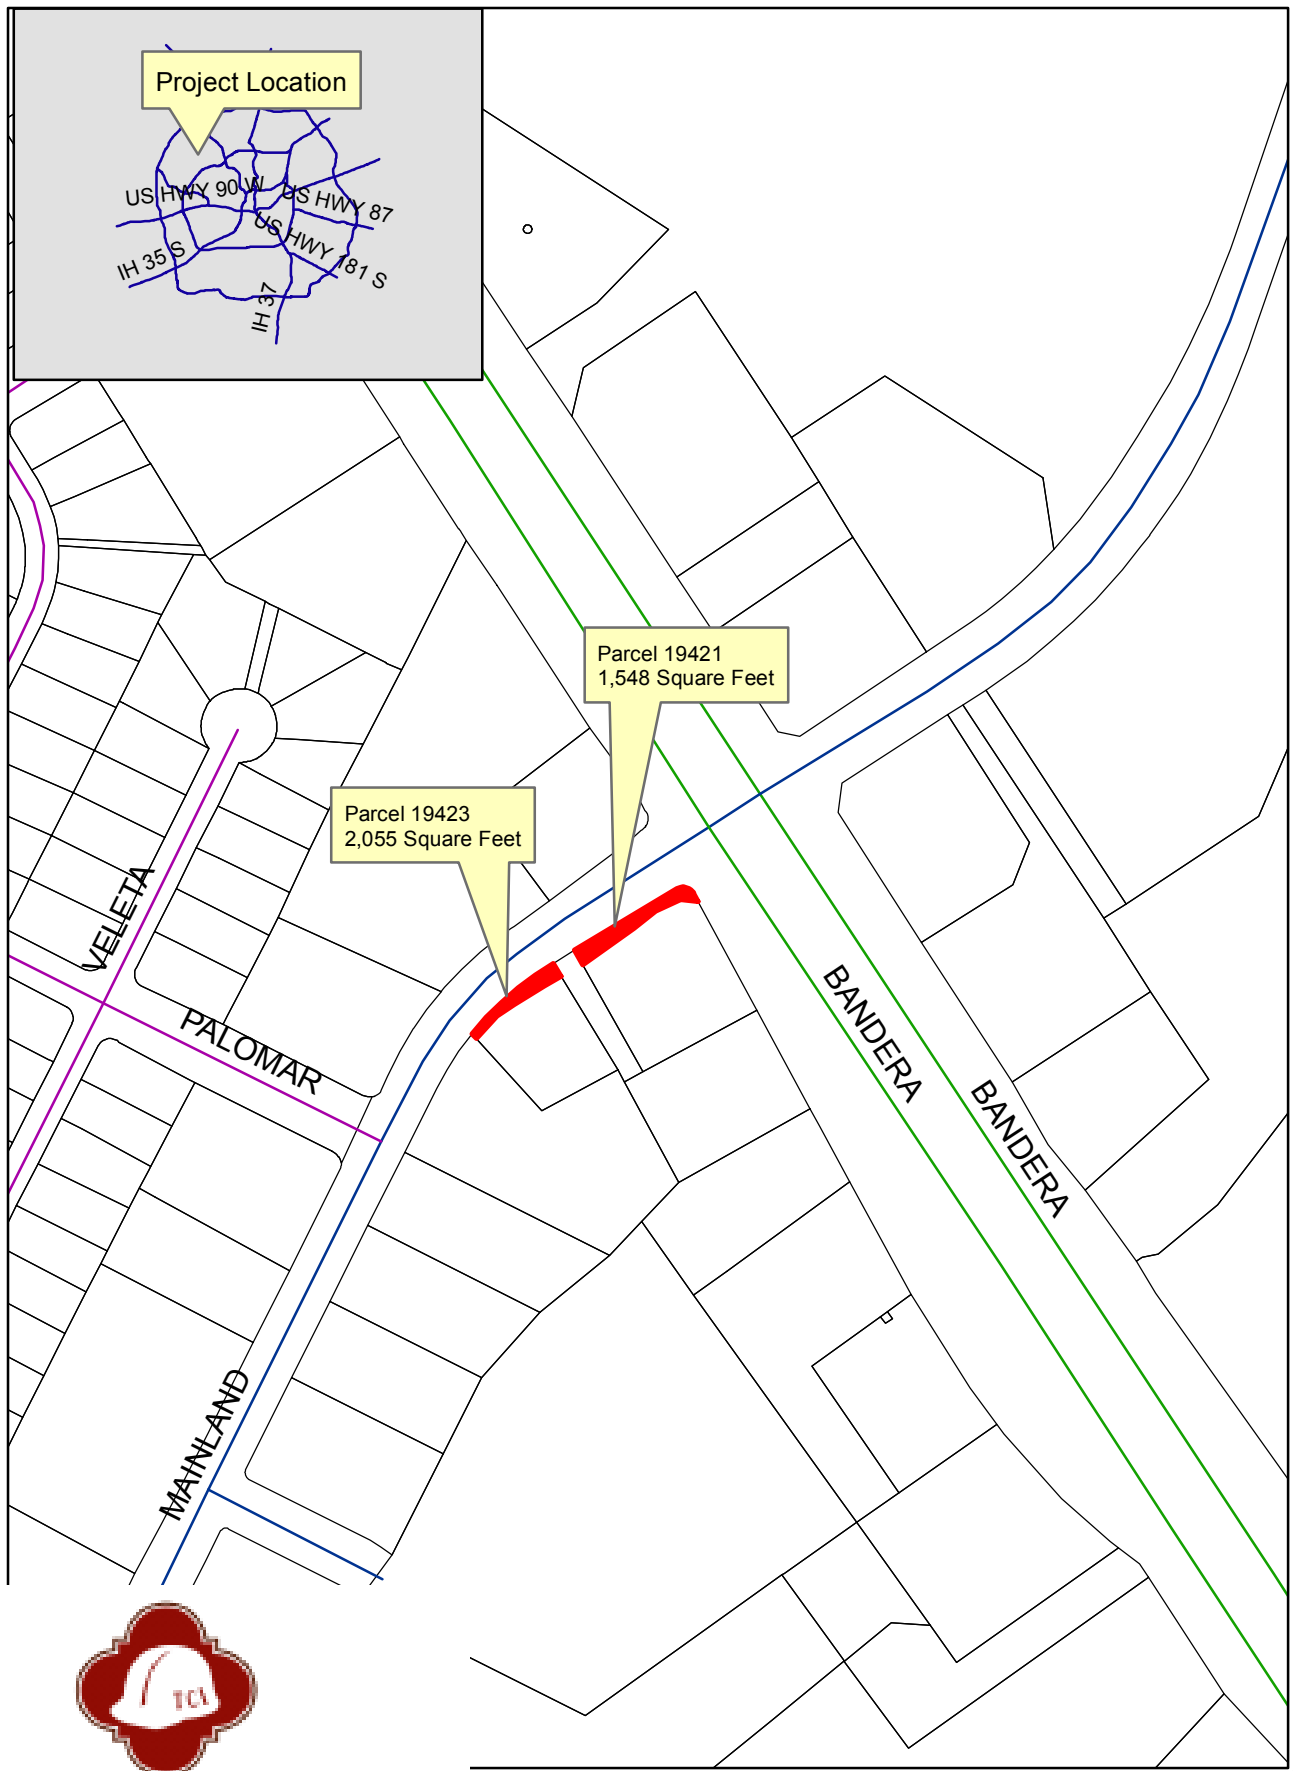 Project Location
US HWY 90 W
US HWY 87
US HWY 181 S
IH 35 S
IH 37
Parcel 19421
1,548 Square Feet
Parcel 19423
2,055 Square Feet
VELETA
PALOMAR
BANDERA
BANDERA
MAINLAND
TCI